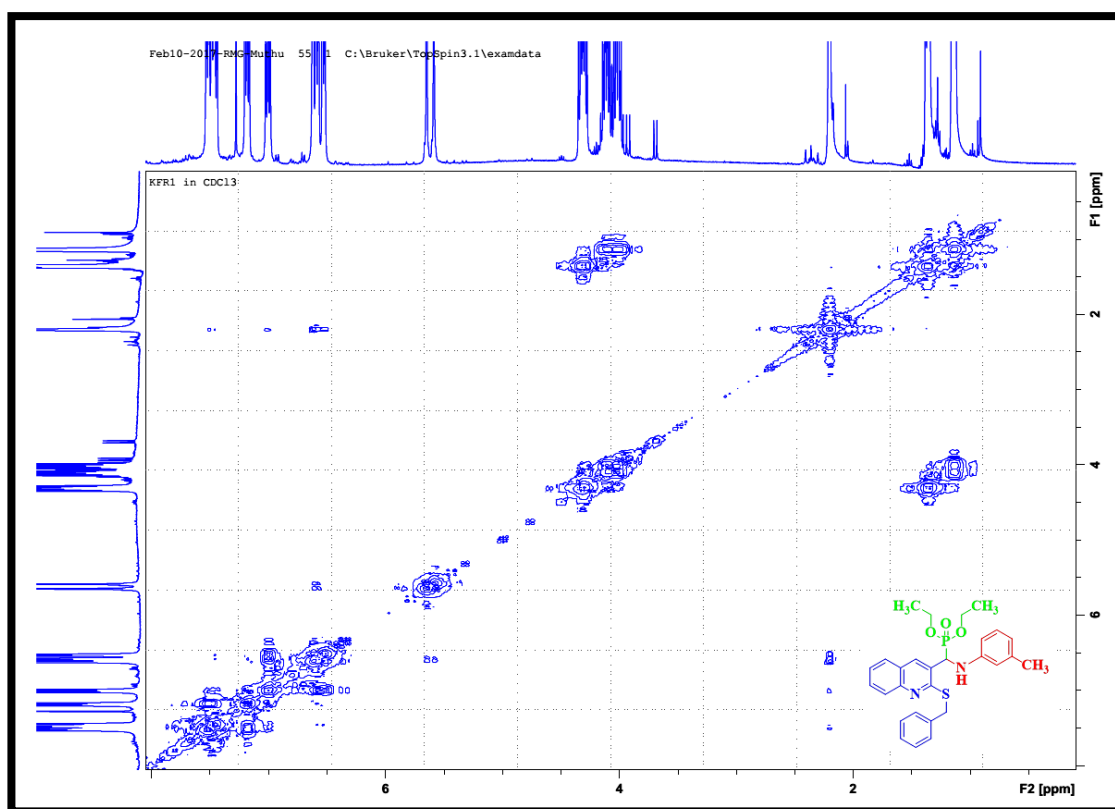 Feb10-2017-RMG-Muthu 55 1 C:\Bruker\TopSpin3.1\examdata
KFR1 in CDCl3
F1 [ppm]
2
4
6
6
4
2
F2 [ppm]
H₃C
CH₃
O
O
P
O
N
H
CH₃
N
S